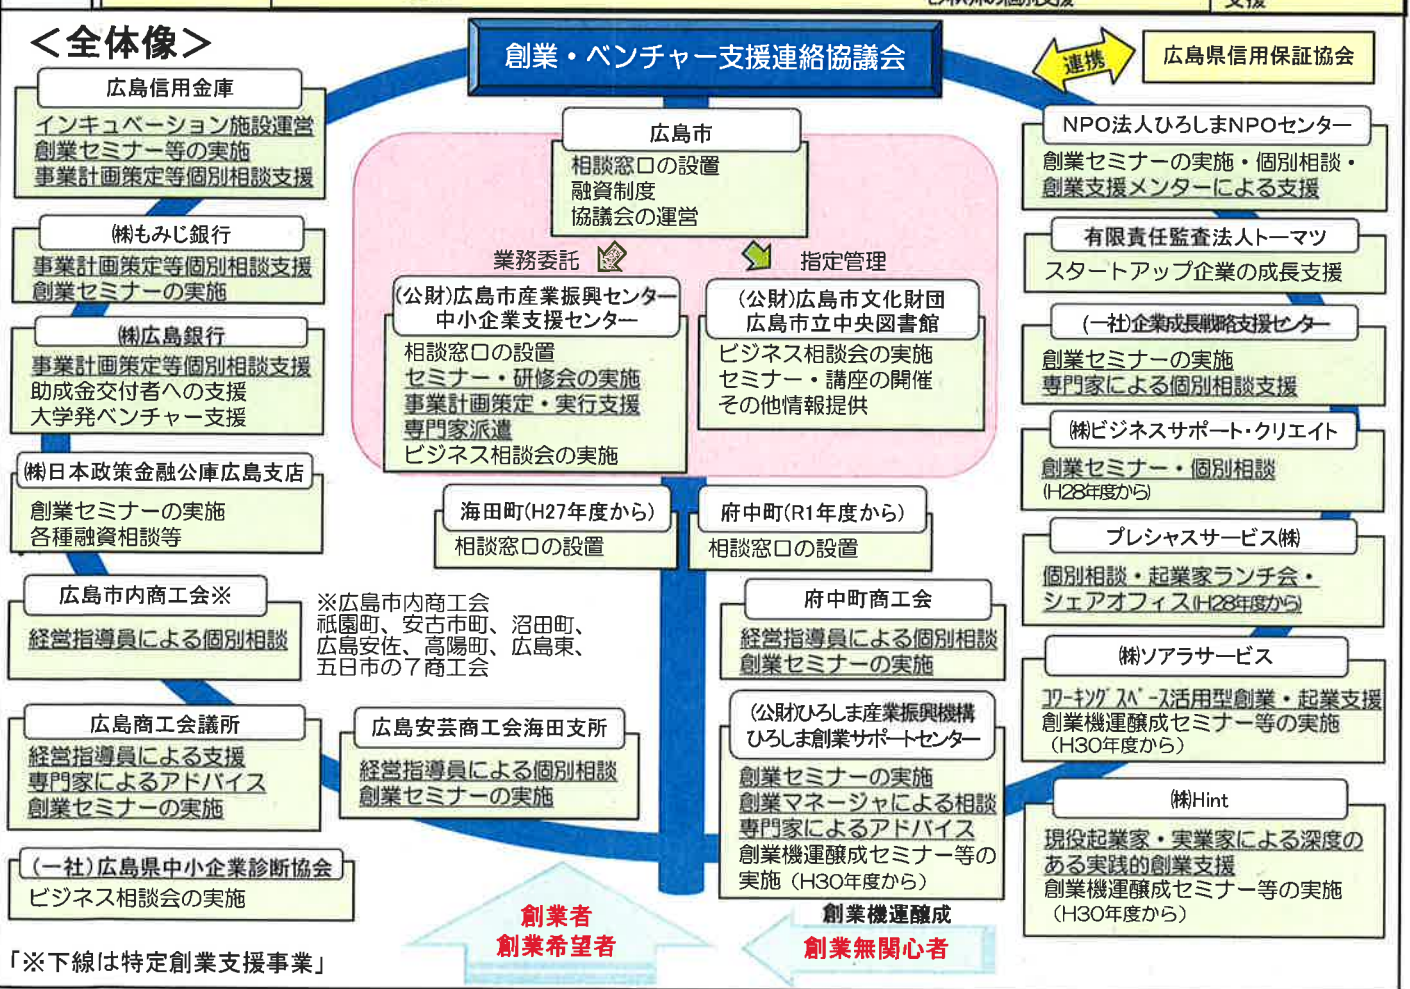 支援
＜全体像＞
創業・ベンチャー支援連絡協議会
連携
広島県信用保証協会
広島信用金庫
インキュベーション施設運営
創業セミナー等の実施
事業計画策定等個別相談支援
㈱もみじ銀行
事業計画策定等個別相談支援
創業セミナーの実施
㈱広島銀行
事業計画策定等個別相談支援
助成金交付者への支援
大学発ベンチャー支援
㈱日本政策金融公庫広島支店
創業セミナーの実施
各種融資相談等
広島市内商工会※
経営指導員による個別相談
※広島市内商工会
祇園町、安古市町、沼田町、
広島安佐、高陽町、広島東、
五日市の７商工会
広島商工会議所
経営指導員による支援
専門家によるアドバイス
創業セミナーの実施
広島安芸商工会海田支所
経営指導員による個別相談
創業セミナーの実施
(一社)広島県中小企業診断協会
ビジネス相談会の実施
「※下線は特定創業支援事業」
広島市
相談窓口の設置
融資制度
協議会の運営
業務委託
指定管理
(公財)広島市産業振興センター
中小企業支援センター
相談窓口の設置
セミナー・研修会の実施
事業計画策定・実行支援
専門家派遣
ビジネス相談会の実施
(公財)広島市文化財団
広島市立中央図書館
ビジネス相談会の実施
セミナー・講座の開催
その他情報提供
海田町(H27年度から)
相談窓口の設置
府中町(R1年度から)
相談窓口の設置
府中町商工会
経営指導員による個別相談
創業セミナーの実施
(公財)ひろしま産業振興機構
ひろしま創業サポートセンター
創業セミナーの実施
創業マネージャによる相談
専門家によるアドバイス
創業機運醸成セミナー等の
実施（H30年度から）
創業者
創業希望者
創業機運醸成
創業無関心者
NPO法人ひろしまNPOセンター
創業セミナーの実施・個別相談・
創業支援メンターによる支援
有限責任監査法人トーマツ
スタートアップ企業の成長支援
(一社)企業成長戦略支援センター
創業セミナーの実施
専門家による個別相談支援
㈱ビジネスサポート・クリエイト
創業セミナー・個別相談
(H28年度から)
プレシャスサービス㈱
個別相談・起業家ランチ会・
シェアオフィス(H28年度から)
㈱ソアラサービス
ｺﾜｰｷﾝｸﾞｽﾍﾟｰｽ活用型創業・起業支援
創業機運醸成セミナー等の実施
（H30年度から）
㈱Hint
現役起業家・実業家による深度の
ある実践的創業支援
創業機運醸成セミナー等の実施
（H30年度から）